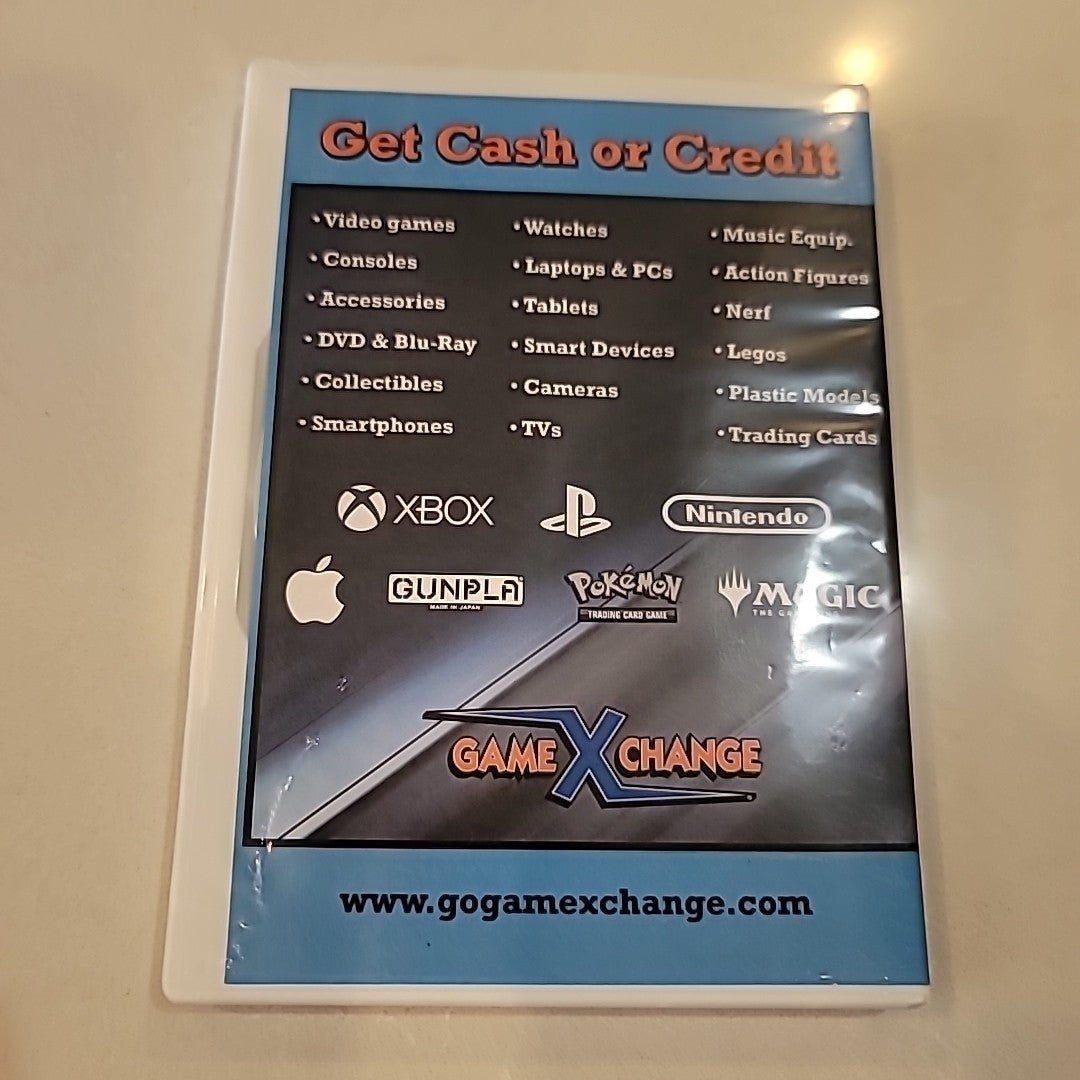 Get Cash or Credit
• Video games
• Consoles
• Accessories
• DVD & Blu-Ray
• Collectibles
• Smartphones
• Watches
• Laptops & PCs
• Tablets
• Smart Devices
• Cameras
• TVs
• Music Equip.
• Action Figures
• Nerf
• Legos
• Plastic Models
• Trading Cards
XBOX
Nintendo
GUNPLA
MADE IN JAPAN
POKéMON
TRADING CARD GAME
MAGIC
THE
GAME X CHANGE
www.gogamexchange.com